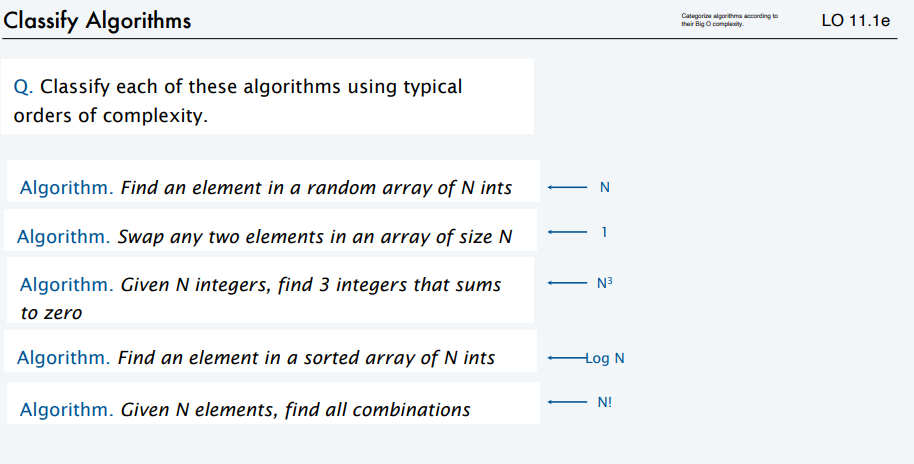 Classify Algorithms
Categorize algorithms according to
their Big O complexity.
LO 11.1e
Q. Classify each of these algorithms using typical
orders of complexity.
Algorithm. Find an element in a random array of N ints
N
Algorithm. Swap any two elements in an array of size N
1
Algorithm. Given N integers, find 3 integers that sums
to zero
N³
Algorithm. Find an element in a sorted array of N ints
Log N
Algorithm. Given N elements, find all combinations
N!